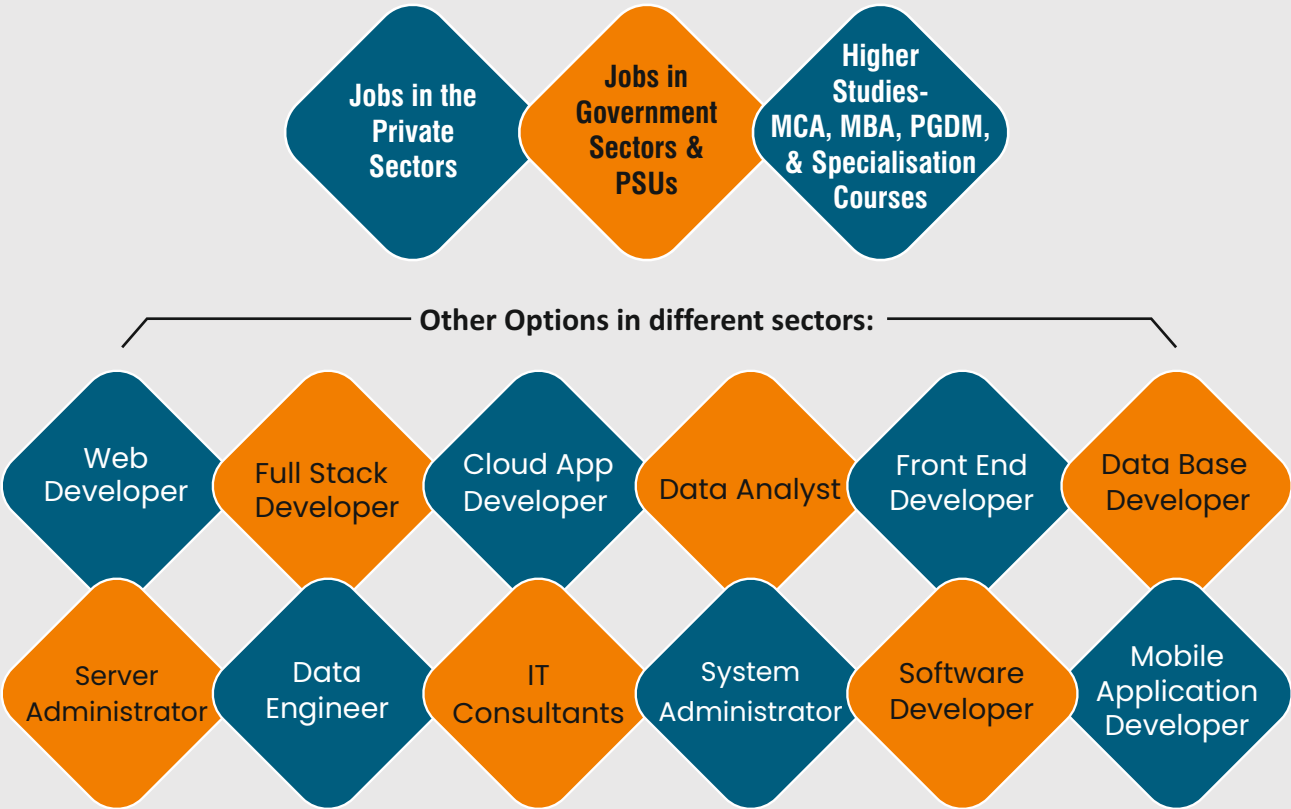 Jobs in the
Private
Sectors
Jobs in
Government
Sectors &
PSUs
Higher
Studies-
MCA, MBA, PGDM,
& Specialisation
Courses
Other Options in different sectors:
Web
Developer
Full Stack
Developer
Cloud App
Developer
Data Analyst
Front End
Developer
Data Base
Developer
Server
Administrator
Data
Engineer
IT
Consultants
System
Administrator
Software
Developer
Mobile
Application
Developer